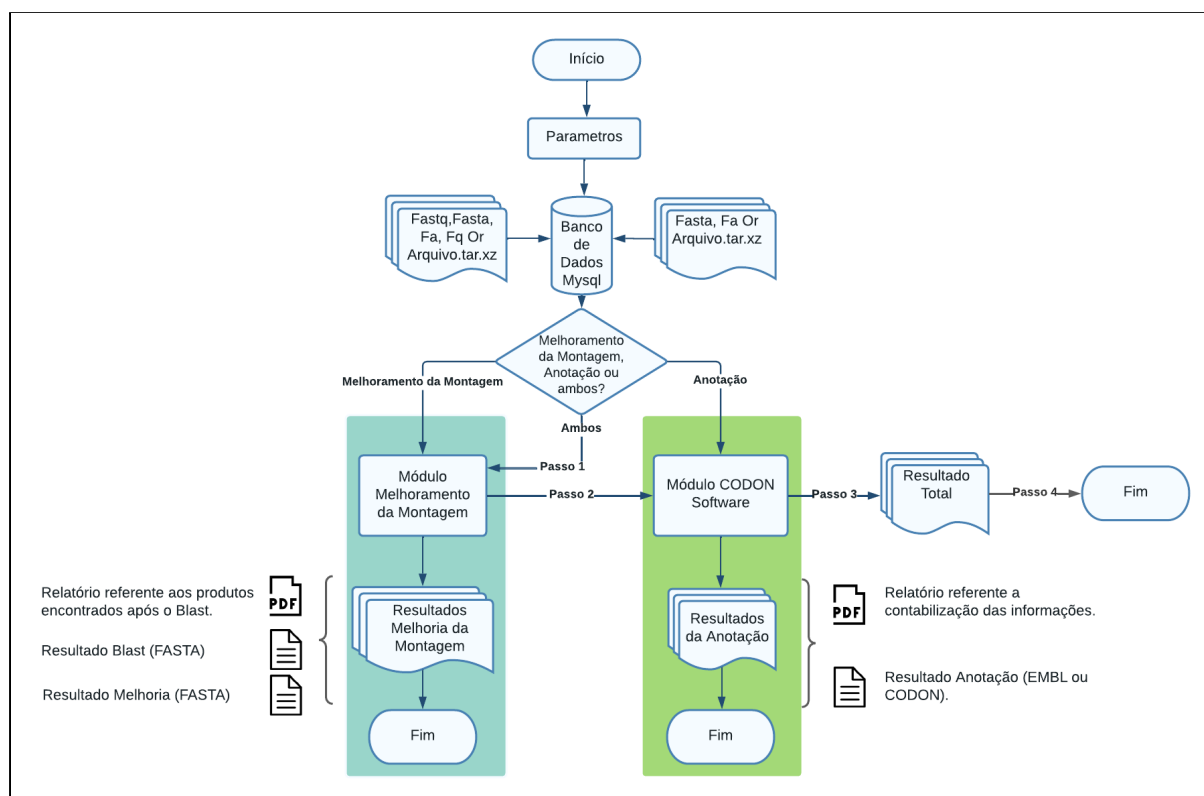 Início
Parametros
Fastq,Fasta,
Fa, Fq Or
Arquivo.tar.xz
Banco
de
Dados
Mysql
Fasta, Fa Or
Arquivo.tar.xz
Melhoramento
da Montagem,
Anotação ou
ambos?
Melhoramento da Montagem
Anotação
Ambos
Passo 1
Módulo
Melhoramento
da Montagem
Passo 2
Módulo CODON
Software
Passo 3
Resultado
Total
Passo 4
Fim
Relatório referente aos produtos
encontrados após o Blast.
PDF
Resultado Blast (FASTA)
Resultado Melhoria (FASTA)
Resultados
Melhoria da
Montagem
Fim
Resultados
da Anotação
Fim
PDF
Relatório referente a
contabilização das informações.
Resultado Anotação (EMBL ou
CODON).